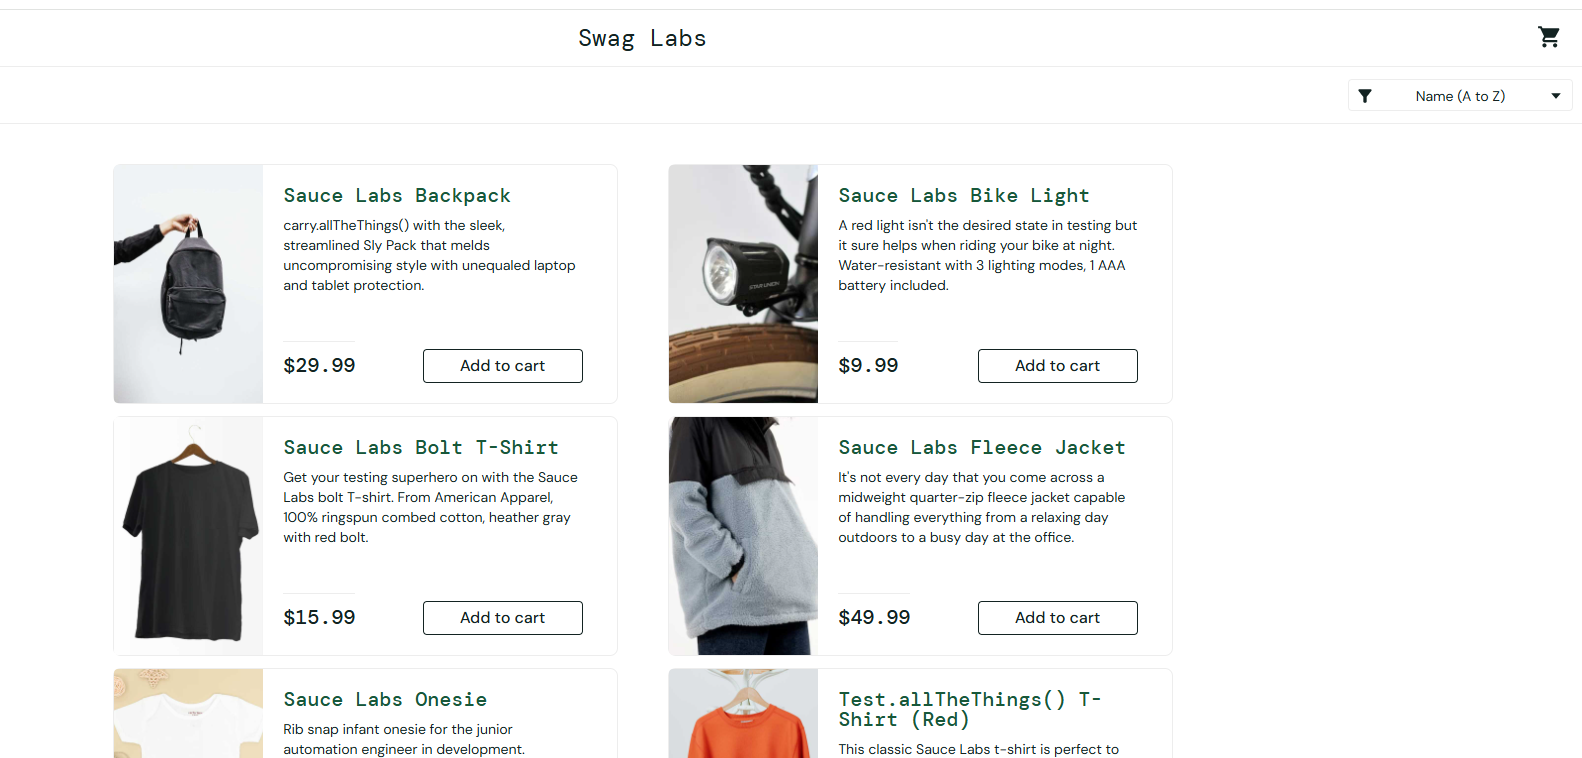 Swag Labs
Name (A to Z)
Sauce Labs Backpack
carry.allTheThings() with the sleek,
streamlined Sly Pack that melds
uncompromising style with unequaled laptop
and tablet protection.
$29.99
Add to cart
Sauce Labs Bike Light
A red light isn't the desired state in testing but
it sure helps when riding your bike at night.
Water-resistant with 3 lighting modes, 1 AAA
battery included.
$9.99
Add to cart
STAR UNION
Sauce Labs Bolt T-Shirt
Get your testing superhero on with the Sauce
Labs bolt T-shirt. From American Apparel,
100% ringspun combed cotton, heather gray
with red bolt.
$15.99
Add to cart
Sauce Labs Fleece Jacket
It's not every day that you come across a
midweight quarter-zip fleece jacket capable
of handling everything from a relaxing day
outdoors to a busy day at the office.
$49.99
Add to cart
Sauce Labs Onesie
Rib snap infant onesie for the junior
automation engineer in development.
Test.allTheThings() T-
Shirt (Red)
This classic Sauce Labs t-shirt is perfect to